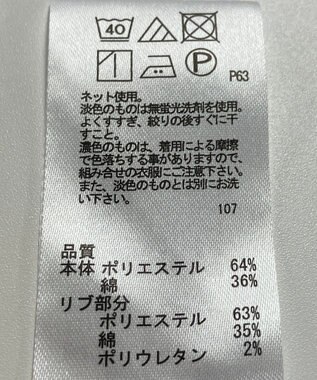 40
P
P63
ネット使用。
淡色のものは無蛍光洗剤を使用。
よくすすぎ、絞りの後すぐに干
すこと。
濃色のものは、着用による摩擦
で色落ちする事がありますので、
組み合せの衣服にご注意下さい。
また、淡色のものとは別にお洗
い下さい。
107
品質
本体 ポリエステル 64%
綿 36%
リブ部分
ポリエステル 63%
綿 35%
ポリウレタン 2%